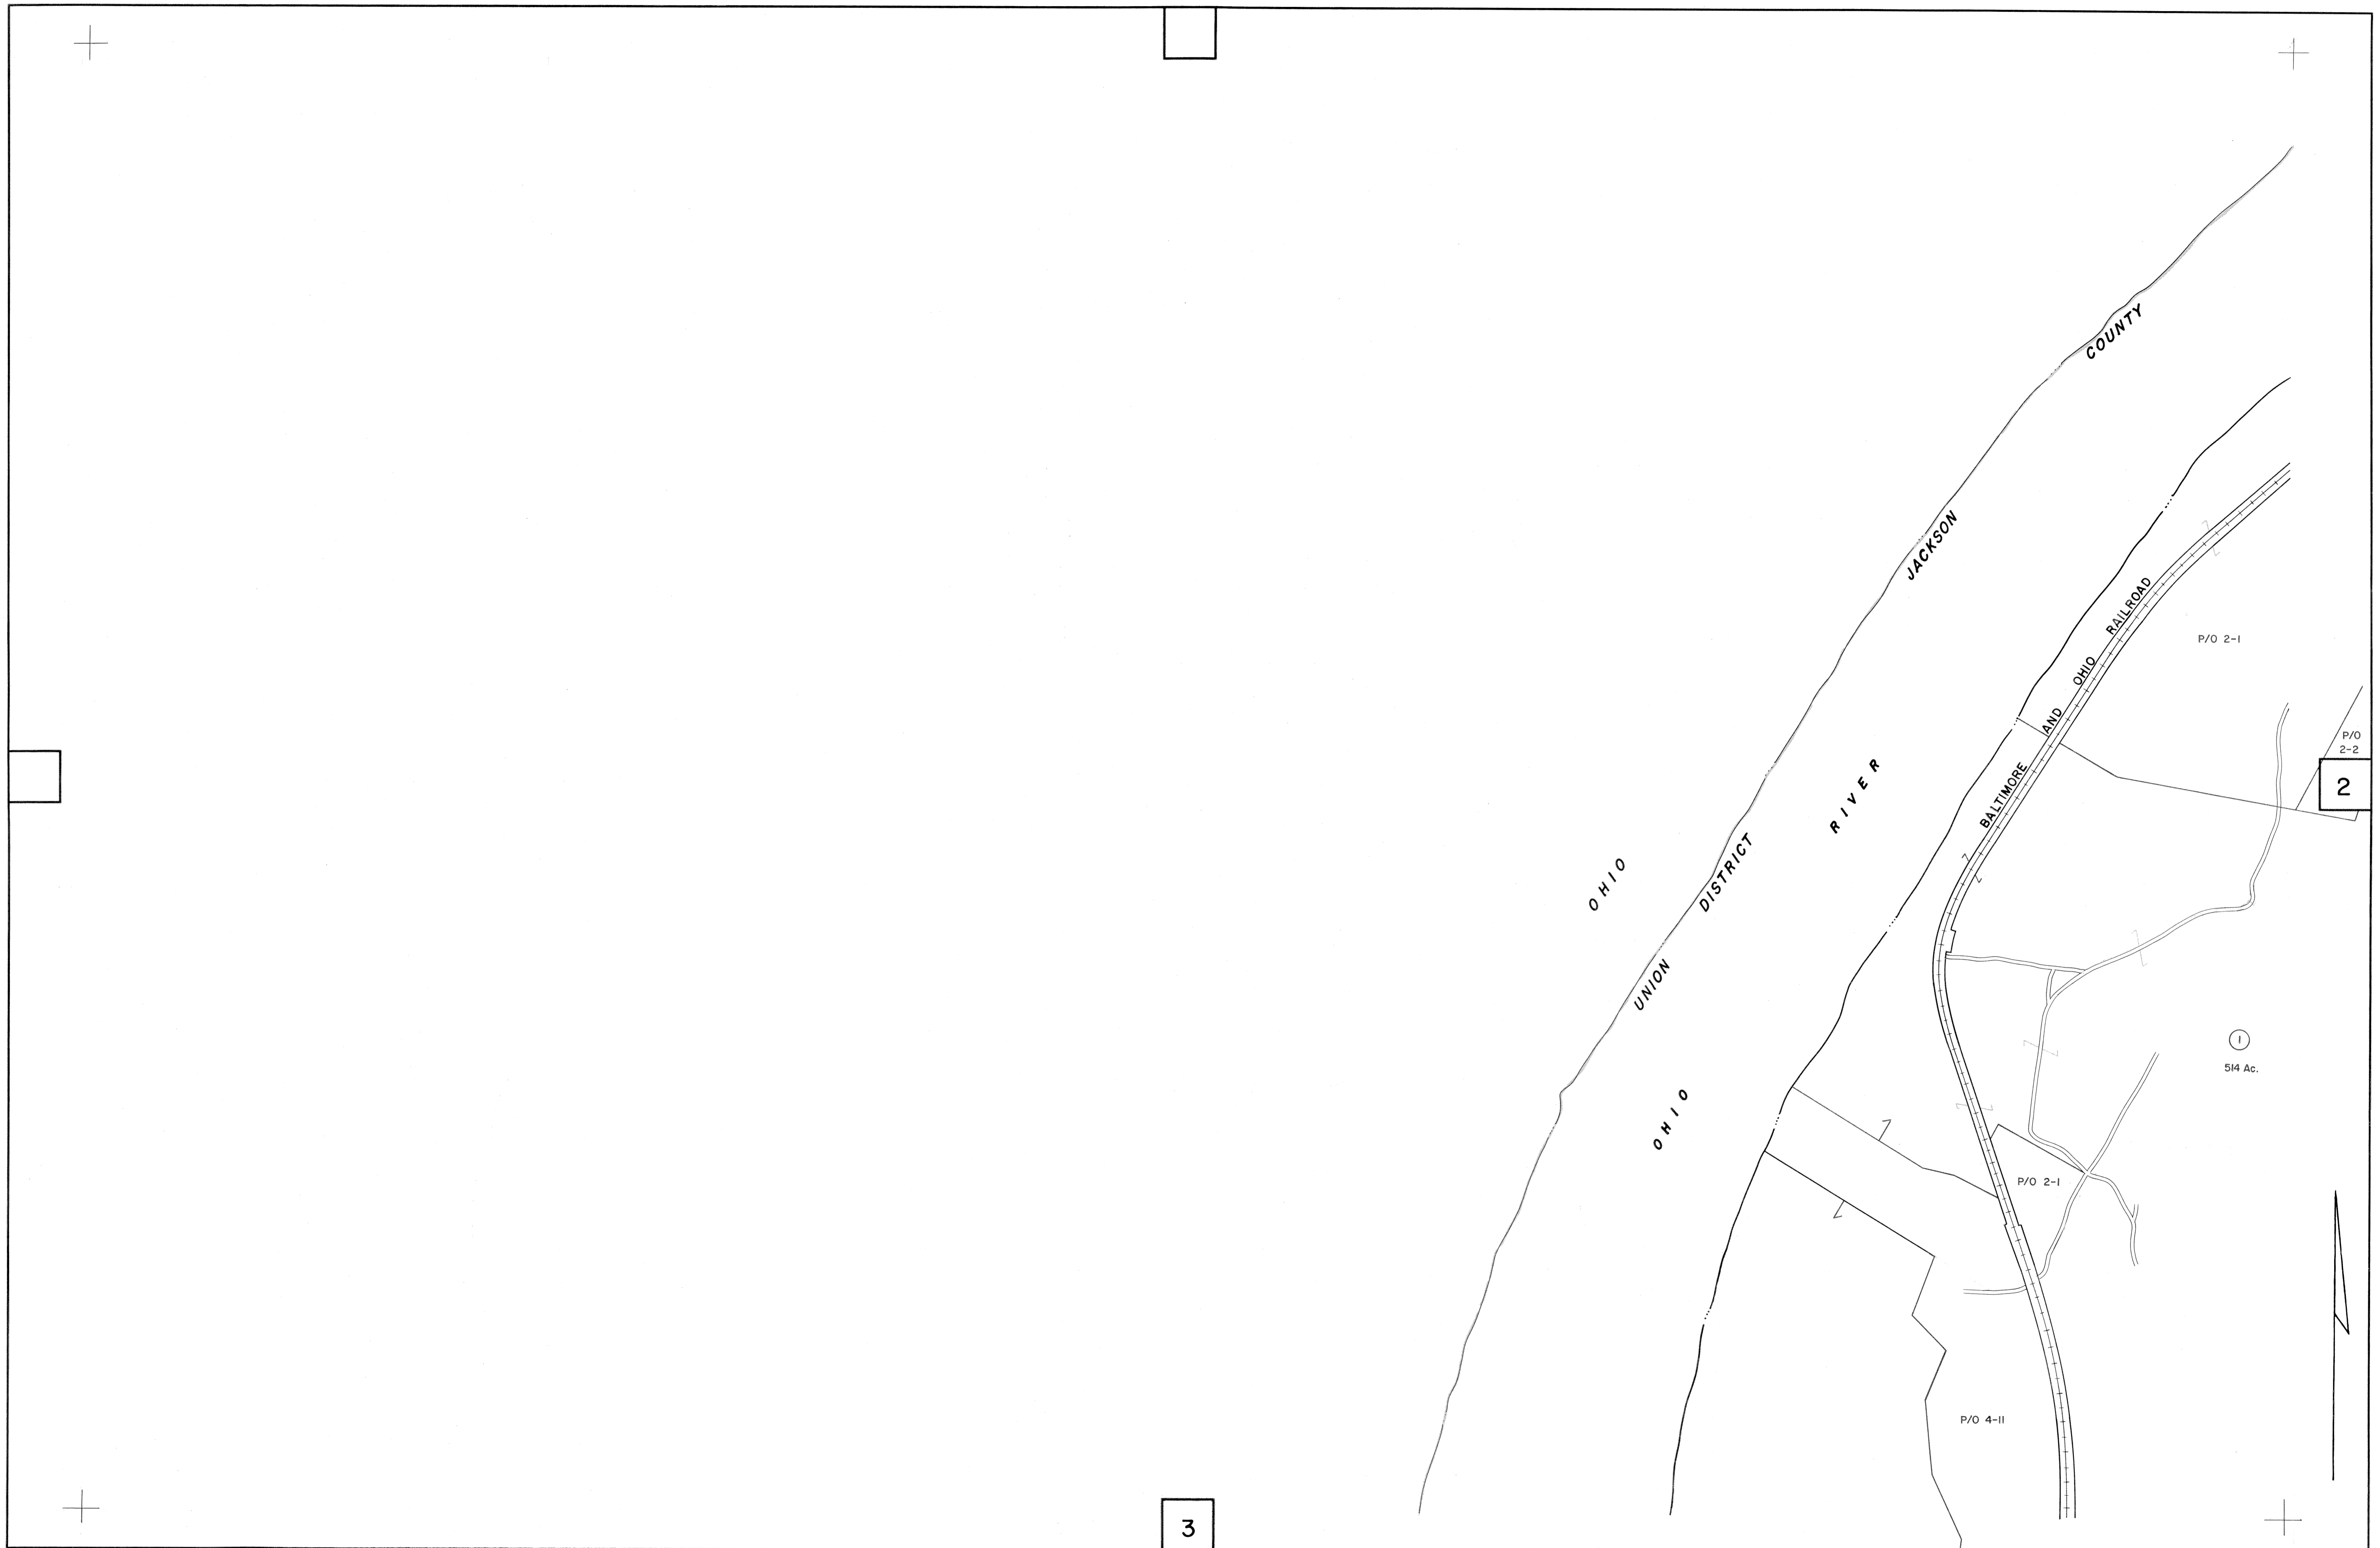 COUNTY
JACKSON
BALTIMORE AND OHIO RAILROAD
P/O 2-1
P/O
2-2
2
RIVER
OHIO
UNION DISTRICT
1
514 Ac.
OHIO
P/O 2-1
P/O 4-11
3